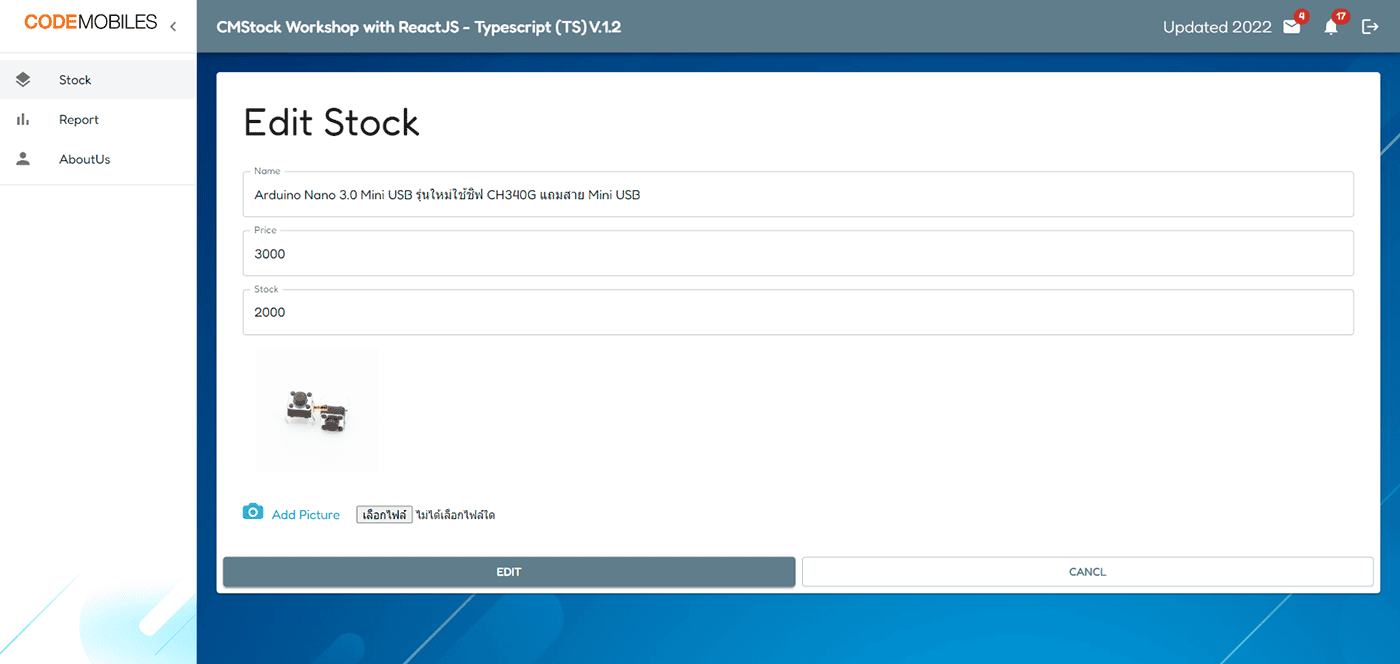 CODEMOBILES
CMStock Workshop with ReactJS - Typescript (TS) V.1.2
Updated 2022
4
17
Stock
Report
AboutUs
Edit Stock
Name
Arduino Nano 3.0 Mini USB รุ่นใหม่ใช้ชิฟ CH340G แถมสาย Mini USB
Price
3000
Stock
2000
Add Picture
เลือกไฟล์ ไม่ได้เลือกไฟล์ใด
EDIT
CANCL